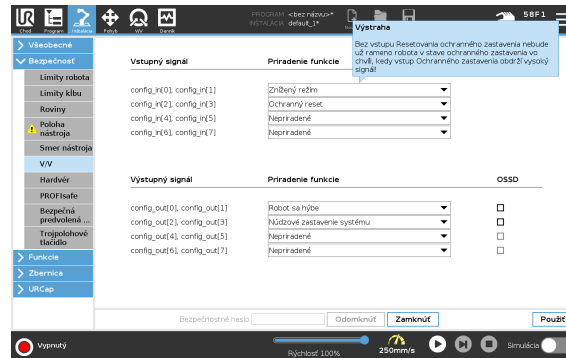 PROGRAM <bez názvu>*
INŠTALÁCIA default_1*
58F1
Chod Program Inštalácia Pohyb V/V Denník
Výstraha
Bez vstupu Resetovania ochranného zastavenia nebude
už rameno robota v stave ochranného zastavenia vo
chvíli, kedy vstup Ochranného zastavenia obdrží vysoký
signál!
Všeobecné
Bezpečnosť
Limity robota
Limity kĺbu
Roviny
Poloha
nástroja
Smer nástroja
V/V
Hardvér
PROFIsafe
Bezpečná
predvolená ...
Trojpolohové
tlačidlo
Funkcie
Zbernica
URCap
Vstupný signál Priradenie funkcie
config_in[0], config_in[1] Znížený režim
config_in[2], config_in[3] Ochranný reset
config_in[4], config_in[5] Nepriradené
config_in[6], config_in[7] Nepriradené
Výstupný signál Priradenie funkcie OSSD
config_out[0], config_out[1] Robot sa hýbe
config_out[2], config_out[3] Núdzové zastavenie systému
config_out[4], config_out[5] Nepriradené
config_out[6], config_out[7] Nepriradené
Bezpečnostné heslo Odomknúť Zamknúť Použiť
Vypnutý Rýchlosť 100% 250mm/s Simulácia